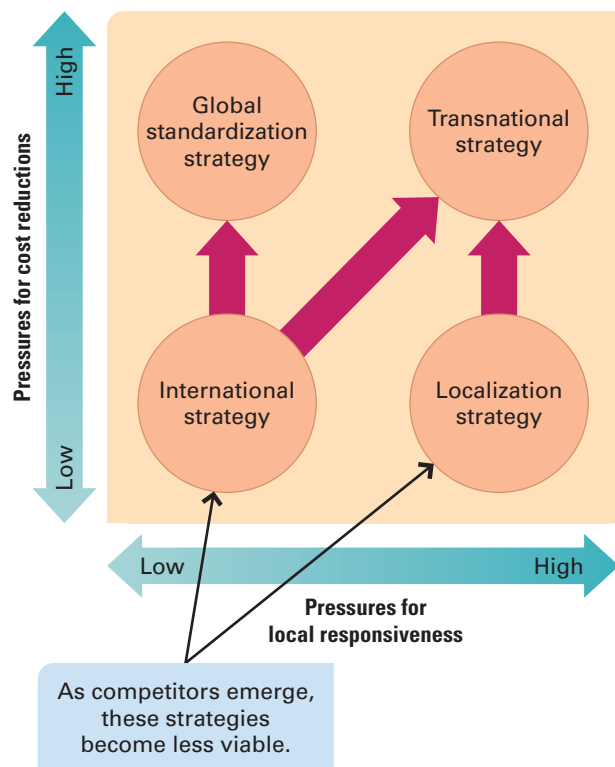 High
Pressures for cost reductions
Low
Global
standardization
strategy
Transnational
strategy
International
strategy
Localization
strategy
Low
High
Pressures for
local responsiveness
As competitors emerge,
these strategies
become less viable.